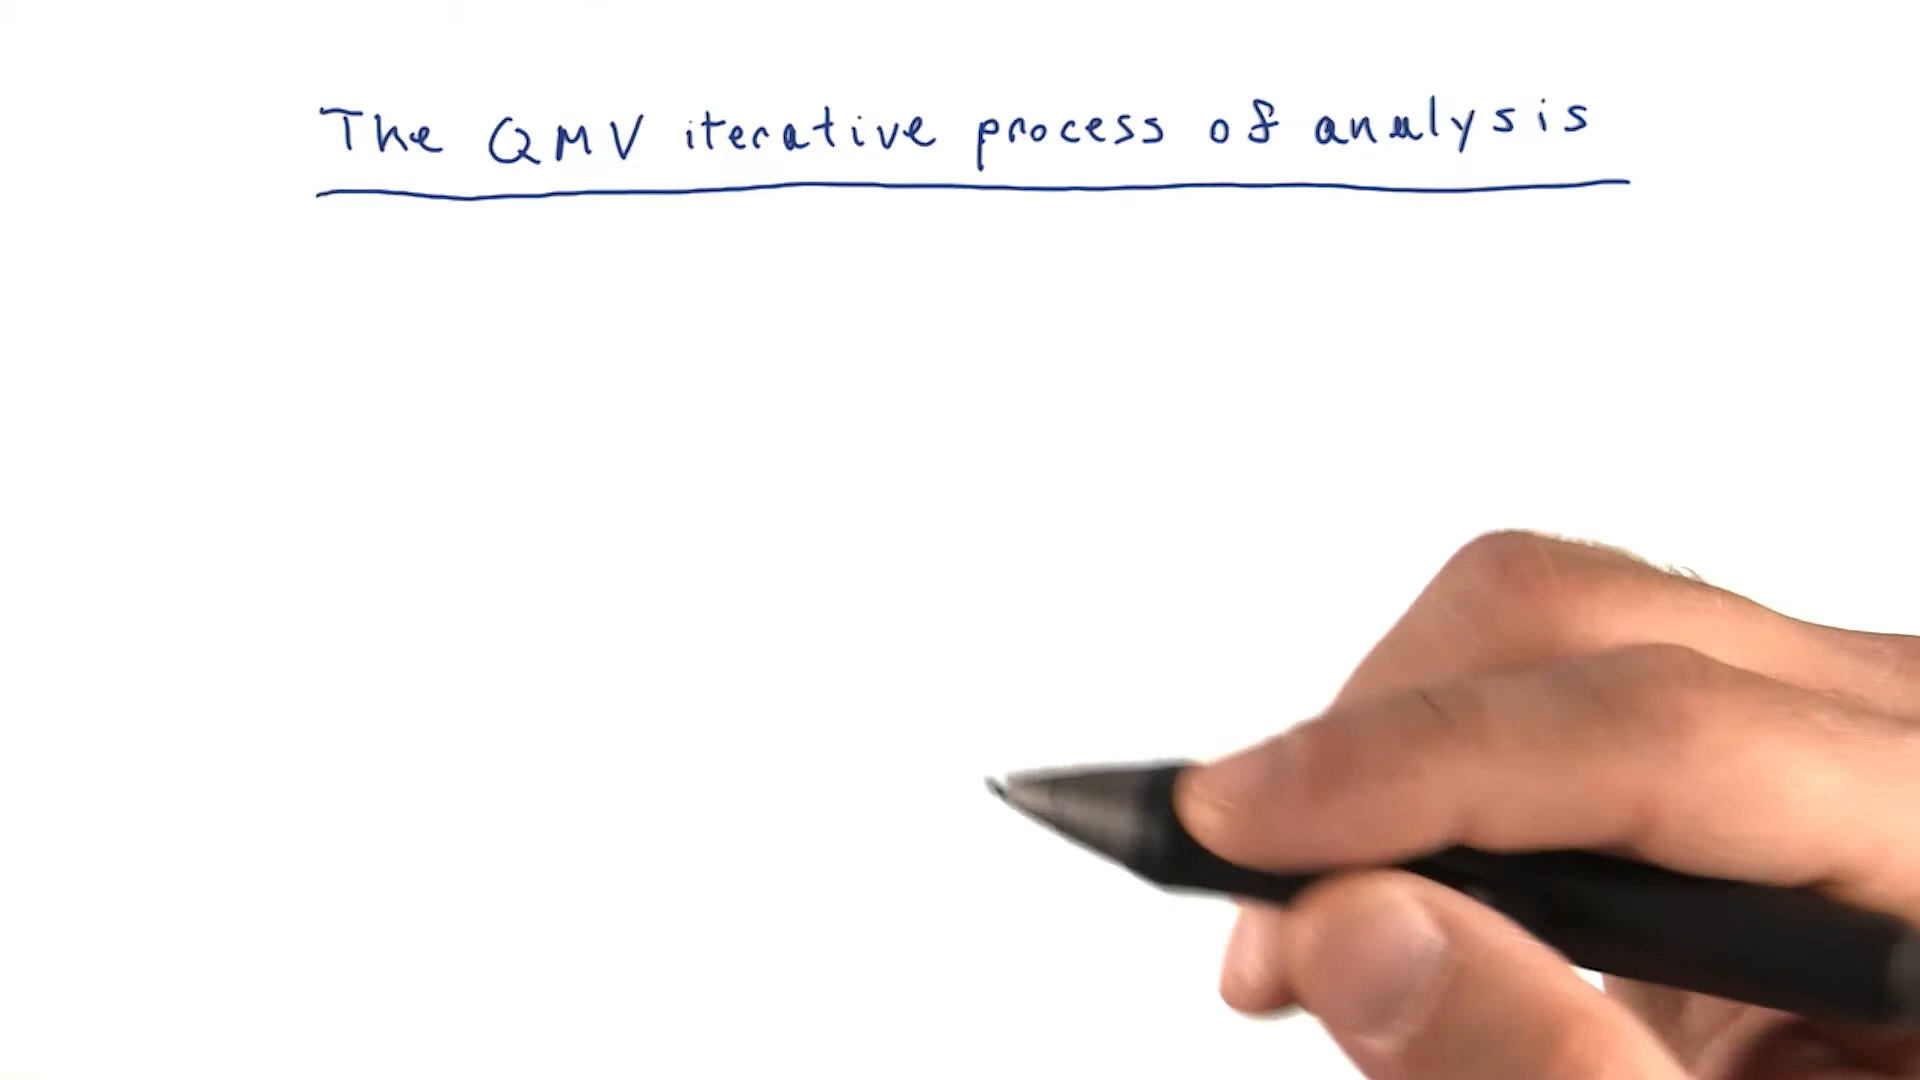 The QMV iterative process of analysis